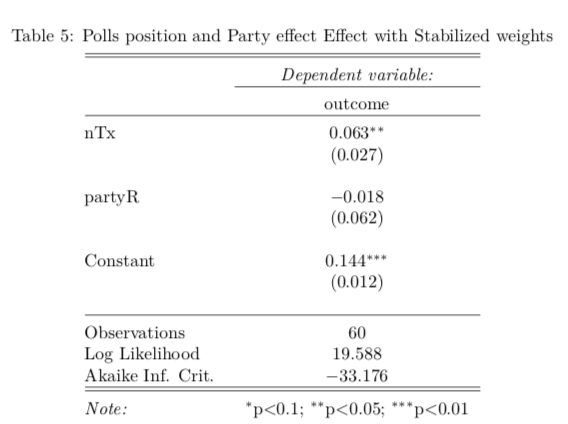 Table 5: Polls position and Party effect Effect with Stabilized weights
Dependent variable:
outcome
nTx 0.063**
(0.027)
partyR −0.018
(0.062)
Constant 0.144***
(0.012)
Observations 60
Log Likelihood 19.588
Akaike Inf. Crit. −33.176
Note: *p<0.1; **p<0.05; ***p<0.01